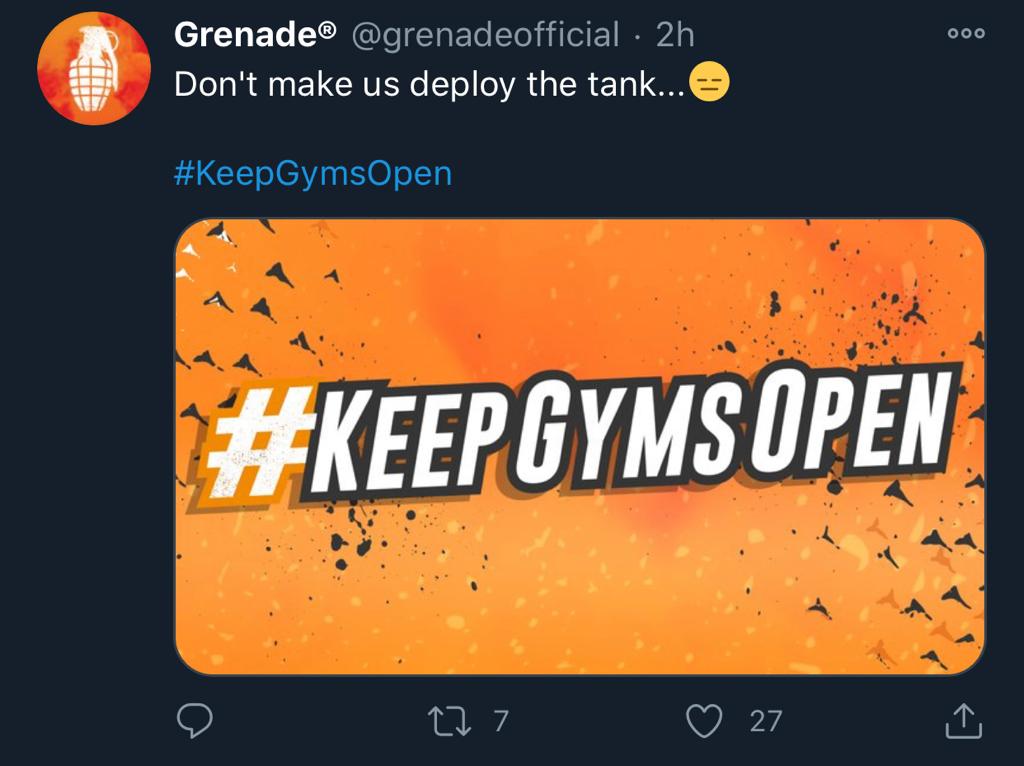 Grenade® @grenadeofficial · 2h
Don't make us deploy the tank...😑
#KeepGymsOpen
#KEEPGYMSOPEN
7 27